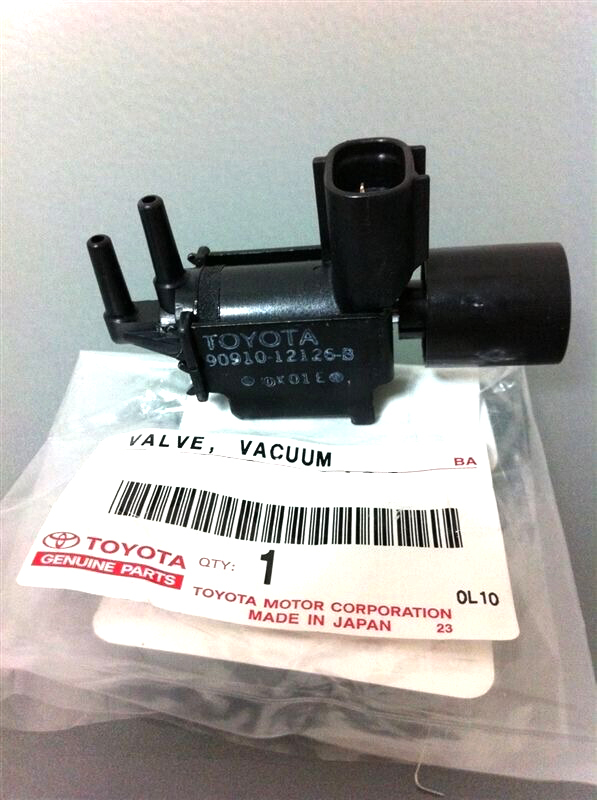 TOYOTA
90910-12126-B
VALVE, VACUUM
BA
TOYOTA
GENUINE PARTS
QTY: 1
0L10
TOYOTA MOTOR CORPORATION
MADE IN JAPAN 23